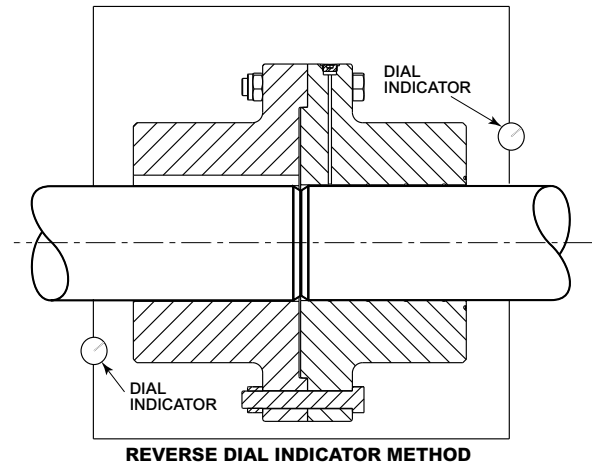 DIAL
INDICATOR
DIAL
INDICATOR
REVERSE DIAL INDICATOR METHOD